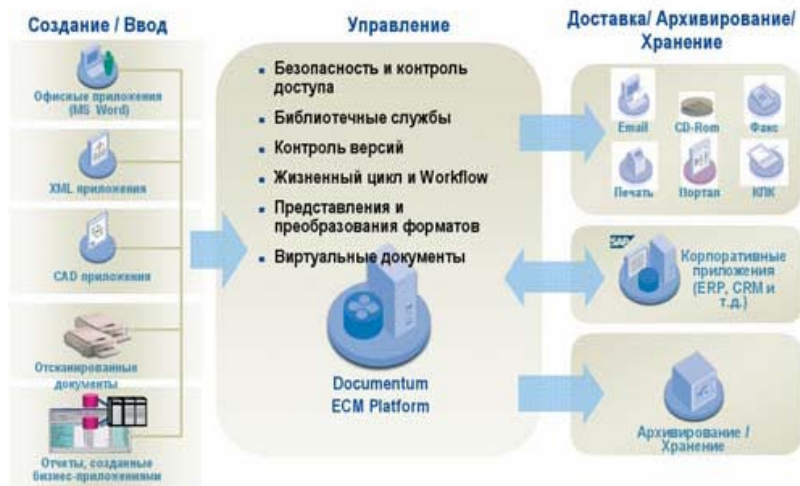 Создание / Ввод
Офисные приложения
(MS Word)
XML приложения
CAD приложения
Отсканированные
документы
Отчеты, созданные
бизнес-приложениями
Управление
Безопасность и контроль
доступа
Библиотечные службы
Контроль версий
Жизненный цикл и Workflow
Представления и
преобразования форматов
Виртуальные документы
Documentum
ECM Platform
Доставка/ Архивирование/
Хранение
Email
CD-Rom
Факс
Печать
Портал
КПК
SAP
Корпоративные
приложения
(ERP, CRM и
т.д.)
Архивирование /
Хранение